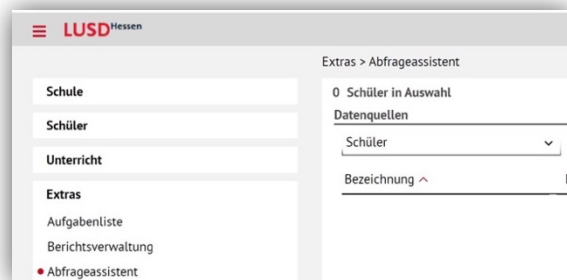 LUSD Hessen
Extras > Abfrageassistent
Schule
Schüler
Unterricht
Extras
Aufgabenliste
Berichtsverwaltung
Abfrageassistent
0 Schüler in Auswahl
Datenquellen
Schüler
Bezeichnung